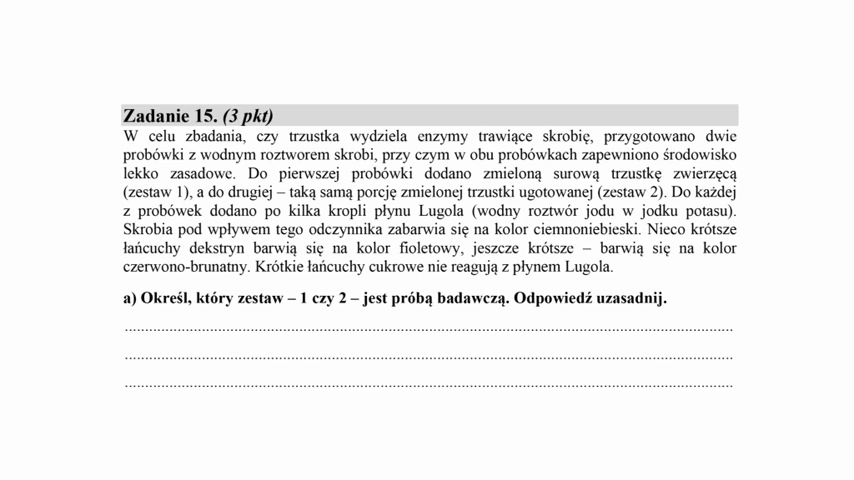 Zadanie 15. (3 pkt)
W celu zbadania, czy trzustka wydziela enzymy trawiące skrobię, przygotowano dwie
probówki z wodnym roztworem skrobi, przy czym w obu probówkach zapewniono środowisko
lekko zasadowe. Do pierwszej probówki dodano zmieloną surową trzustkę zwierzęcą
(zestaw 1), a do drugiej – taką samą porcję zmielonej trzustki ugotowanej (zestaw 2). Do każdej
z probówek dodano po kilka kropli płynu Lugola (wodny roztwór jodu w jodku potasu).
Skrobia pod wpływem tego odczynnika zabarwia się na kolor ciemnoniebieski. Nieco krótsze
łańcuchy dekstryn barwią się na kolor fioletowy, jeszcze krótsze – barwią się na kolor
czerwono-brunatny. Krótkie łańcuchy cukrowe nie reagują z płynem Lugola.
a) Określ, który zestaw – 1 czy 2 – jest próbą badawczą. Odpowiedź uzasadnij.